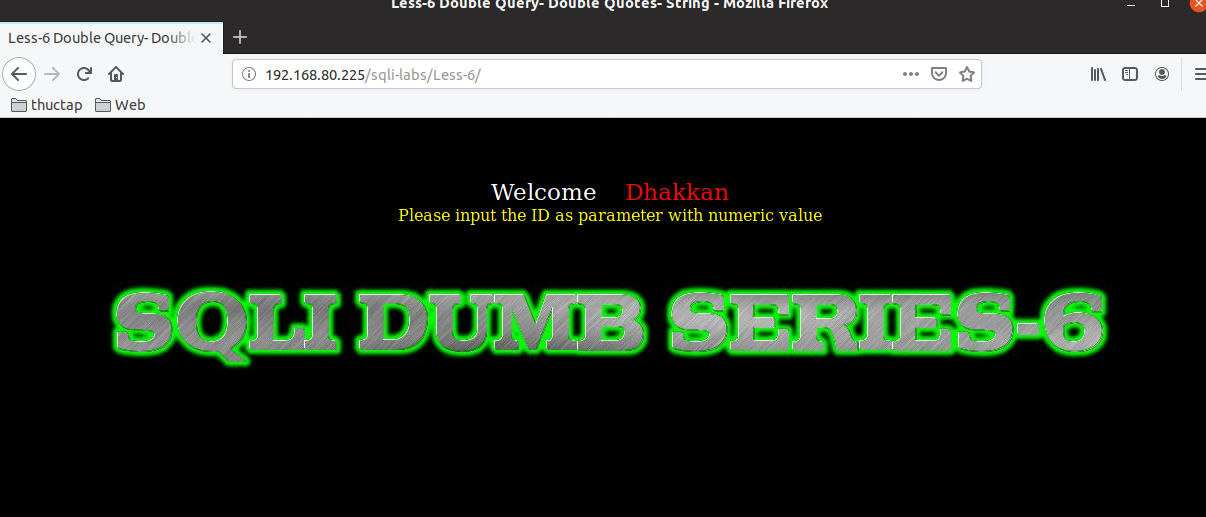 Less-6 Double Query- Double Quotes- String - Mozilla Firefox
Less-6 Double Query- Doubl
192.168.80.225/sqli-labs/Less-6/
thuctap Web
Welcome Dhakkan
Please input the ID as parameter with numeric value
SQLI DUMB SERIES-6